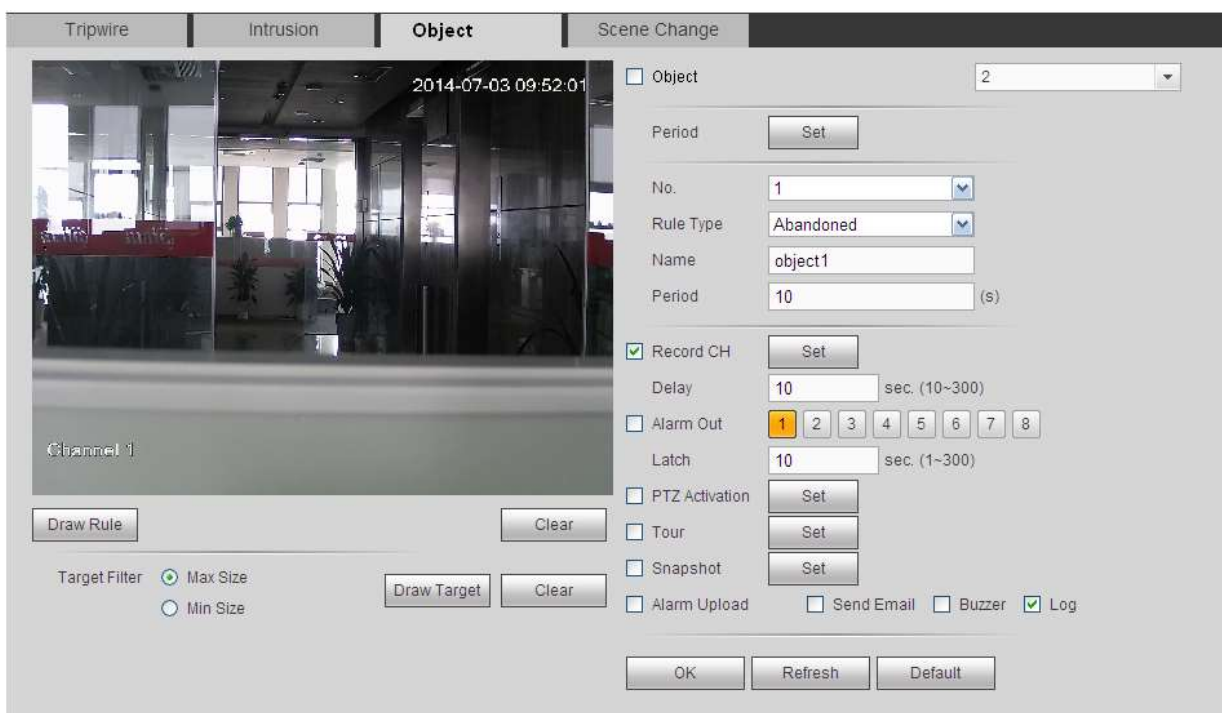 Tripwire Intrusion Object Scene Change
2014-07-03 09:52:01
Channel 1
Draw Rule Clear
Target Filter Max Size
Min Size
Draw Target Clear
Object 2
Period Set
No. 1
Rule Type Abandoned
Name object1
Period 10 (s)
Record CH Set
Delay 10 sec. (10~300)
Alarm Out 1 2 3 4 5 6 7 8
Latch 10 sec. (1~300)
PTZ Activation Set
Tour Set
Snapshot Set
Alarm Upload Send Email Buzzer Log
OK Refresh Default